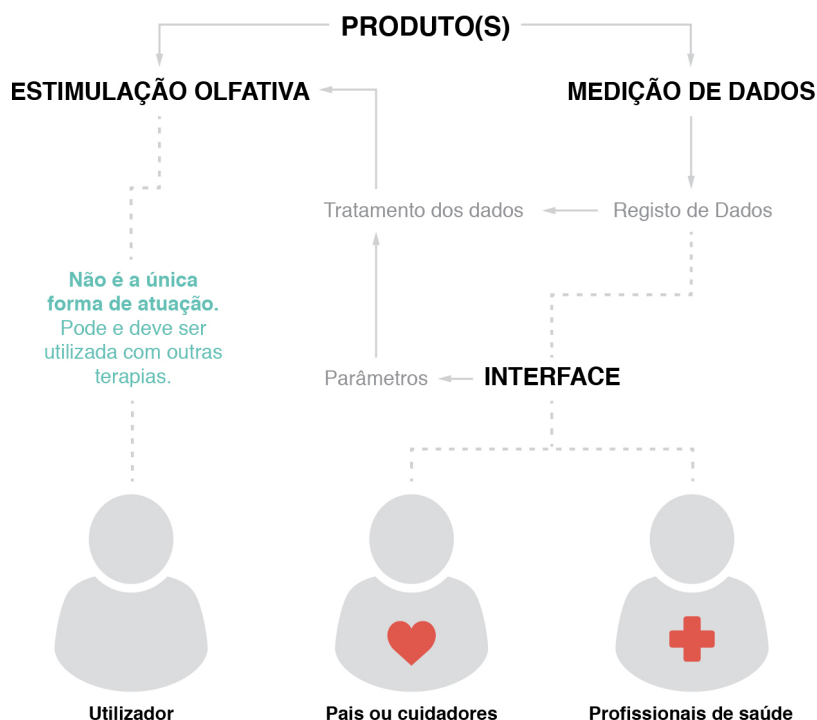 PRODUTO(S)
ESTIMULAÇÃO OLFATIVA
MEDIÇÃO DE DADOS
Tratamento dos dados
Registo de Dados
Não é a única
forma de atuação.
Pode e deve ser
utilizada com outras
terapias.
Parâmetros
INTERFACE
Utilizador
Pais ou cuidadores
Profissionais de saúde